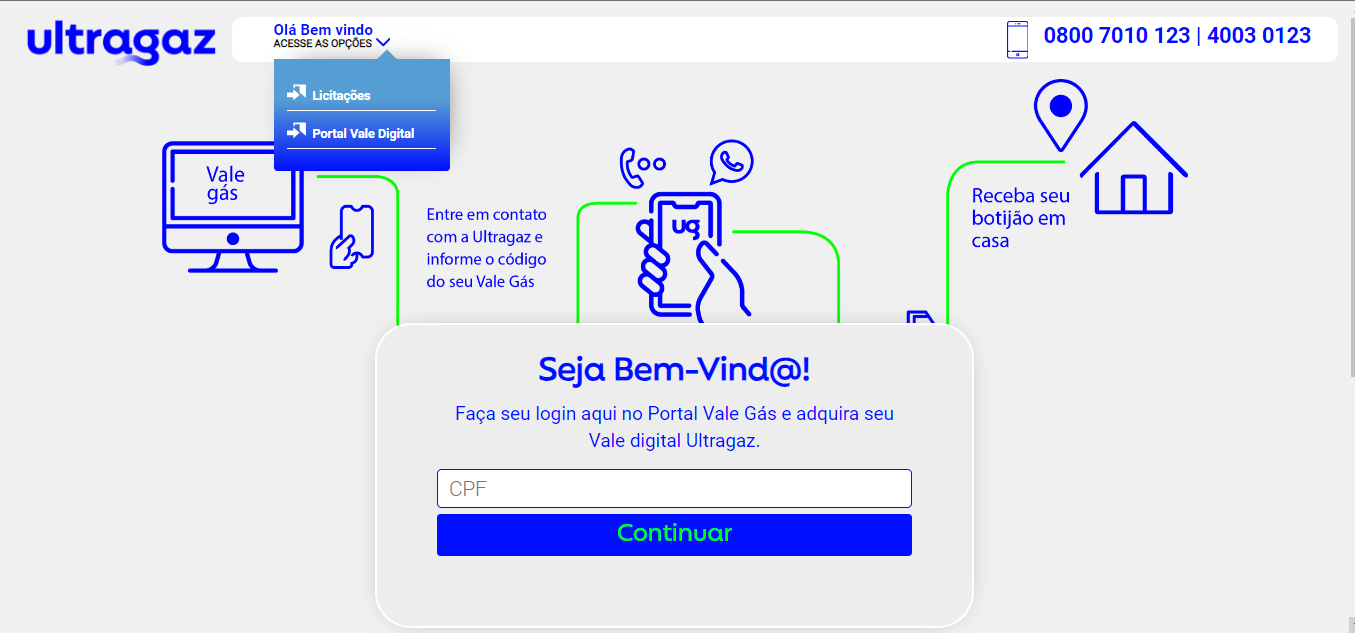 ultragaz
Olá Bem vindo
ACESSE AS OPÇÕES
0800 7010 123 | 4003 0123
Licitações
Portal Vale Digital
Vale
gás
Entre em contato
com a Ultragaz e
informe o código
do seu Vale Gás
ug
Receba seu
botijão em
casa
Seja Bem-Vind@!
Faça seu login aqui no Portal Vale Gás e adquira seu
Vale digital Ultragaz.
CPF
Continuar